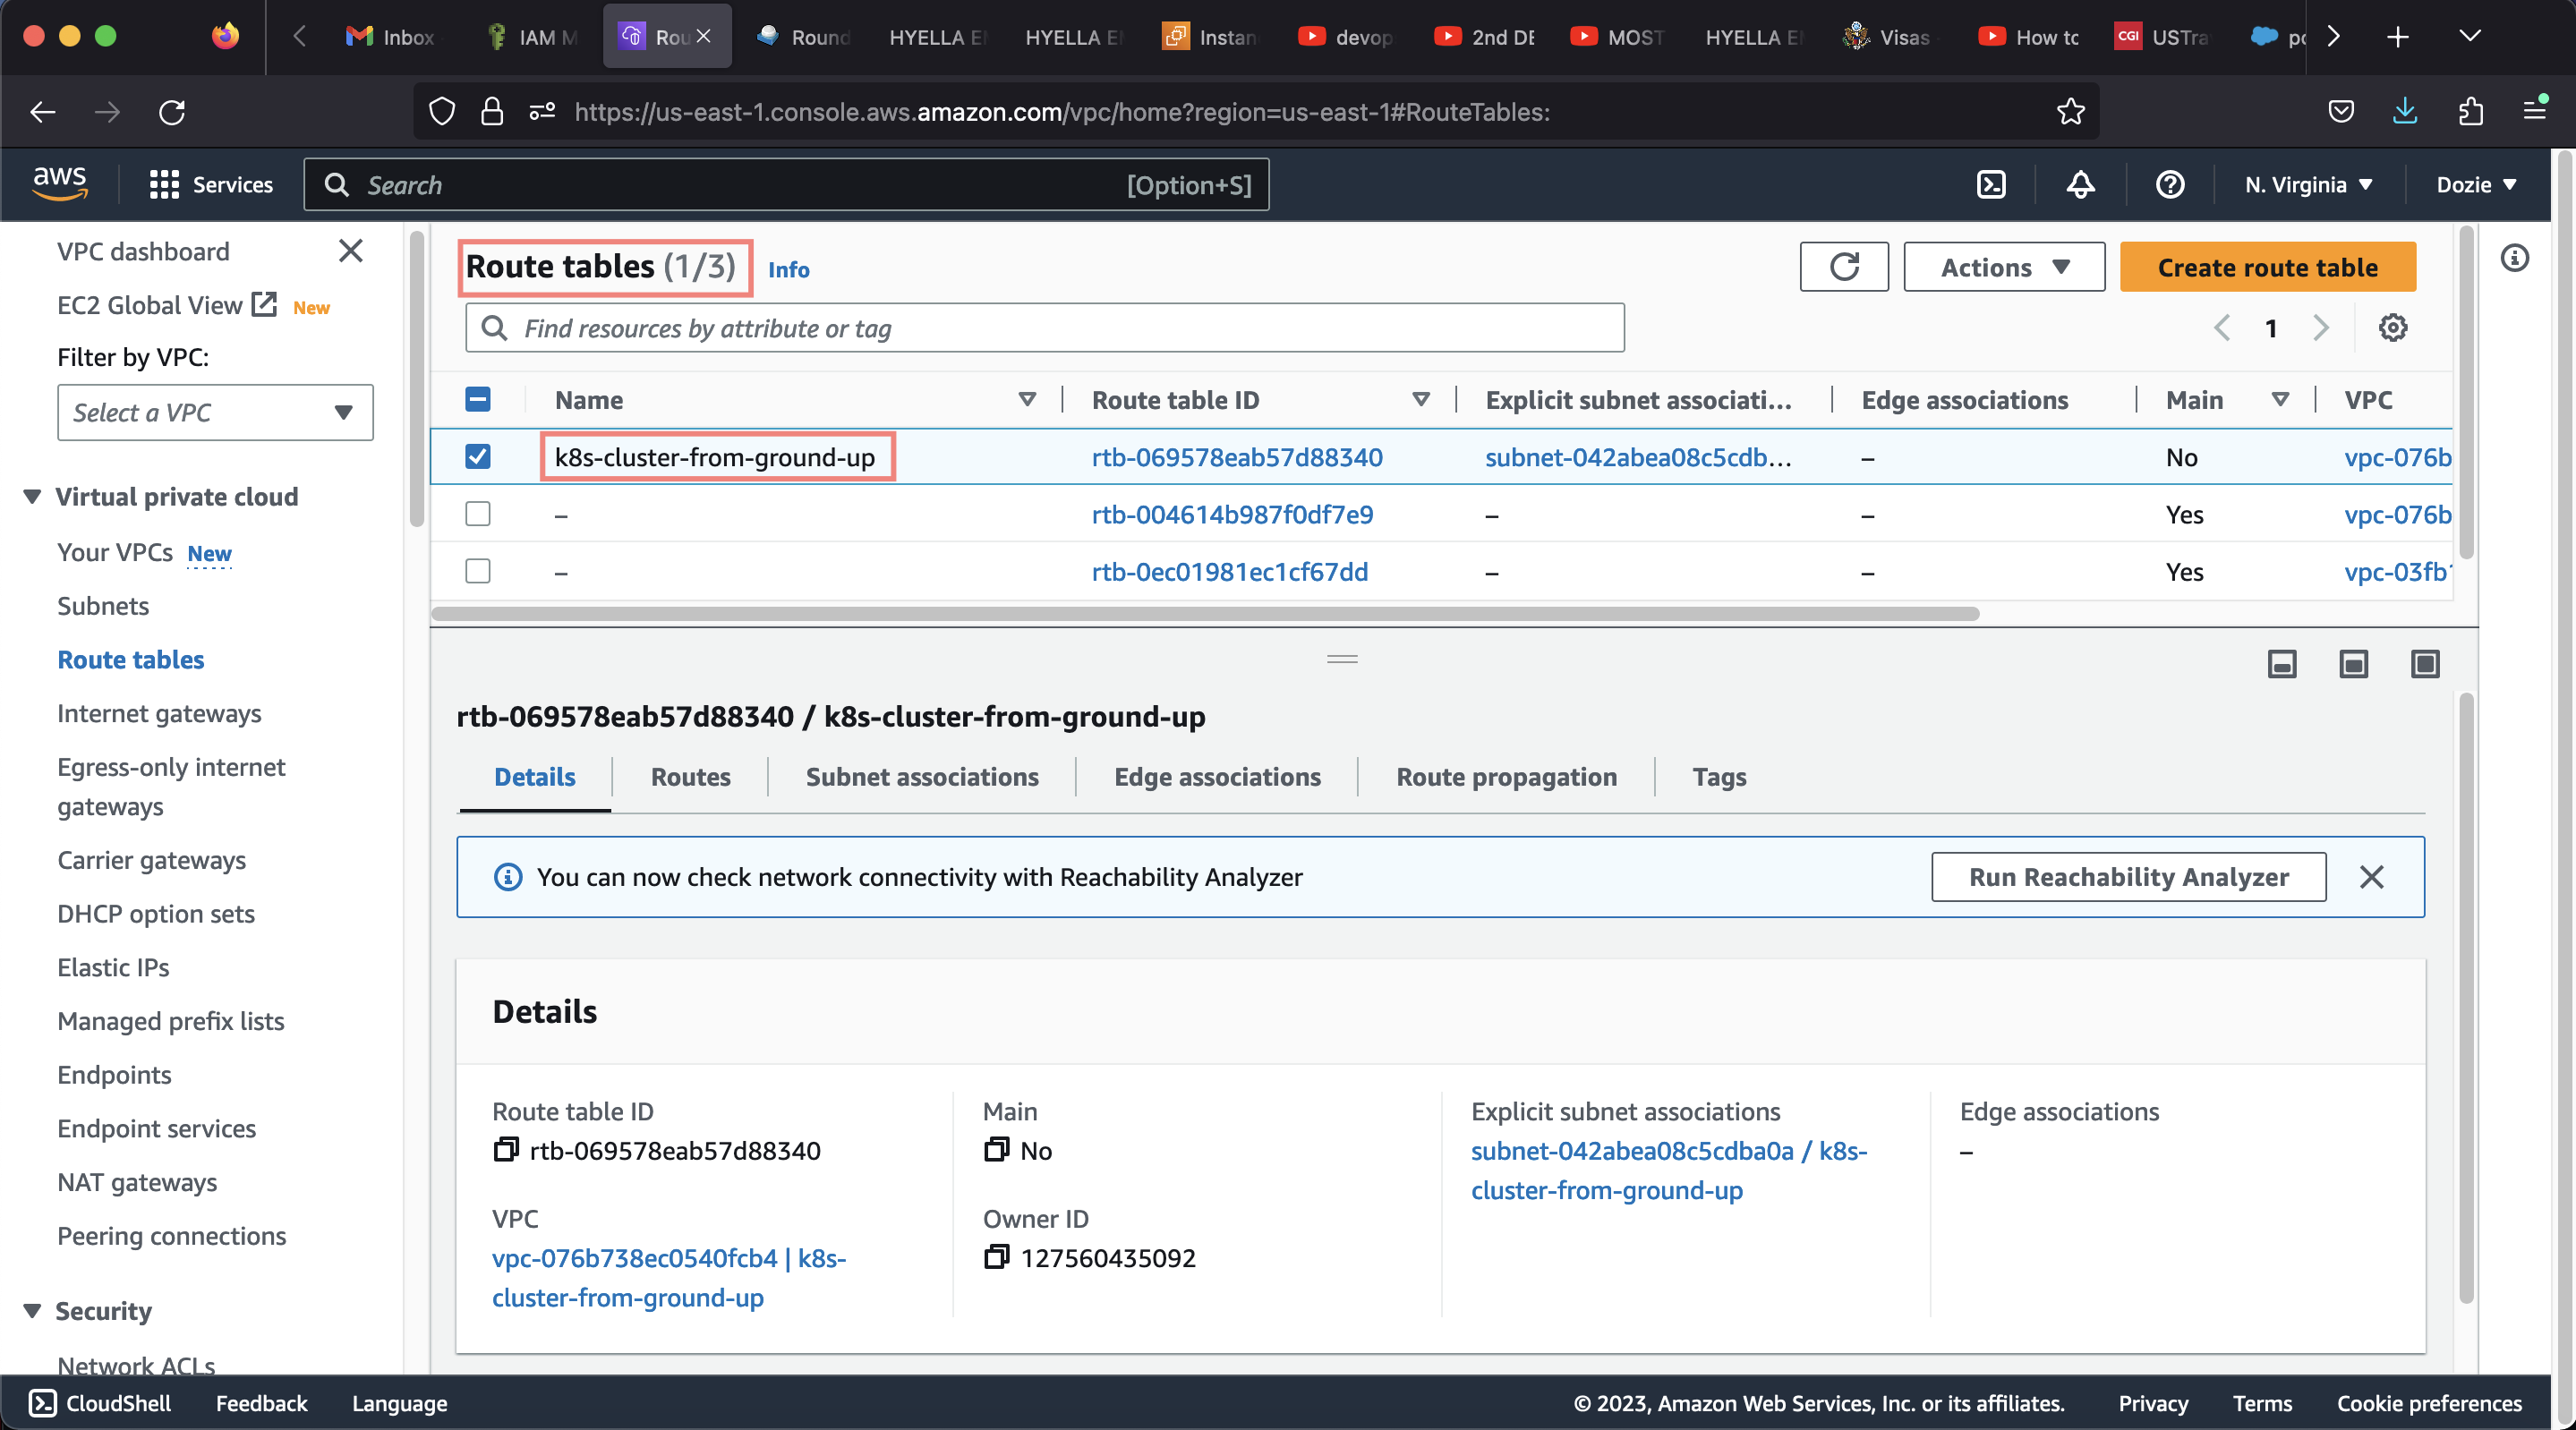 Inbox
IAM M
Rou
Round
HYELLA E
HYELLA E
Instan
devop
2nd DE
MOST
HYELLA E
Visas
How to
CGI USTra
https://us-east-1.console.aws.amazon.com/vpc/home?region=us-east-1#RouteTables:
aws
Services
Search
[Option+S]
N. Virginia
Dozie
VPC dashboard
EC2 Global View New
Filter by VPC:
Select a VPC
Virtual private cloud
Your VPCs New
Subnets
Route tables
Internet gateways
Egress-only internet
gateways
Carrier gateways
DHCP option sets
Elastic IPs
Managed prefix lists
Endpoints
Endpoint services
NAT gateways
Peering connections
Security
Network ACLs
Route tables (1/3) Info
Actions
Create route table
Find resources by attribute or tag
1
Name Route table ID Explicit subnet associati... Edge associations Main VPC
k8s-cluster-from-ground-up rtb-069578eab57d88340 subnet-042abea08c5cdb... – No vpc-076b
– rtb-004614b987f0df7e9 – – Yes vpc-076b
– rtb-0ec01981ec1cf67dd – – Yes vpc-03fb
rtb-069578eab57d88340 / k8s-cluster-from-ground-up
Details Routes Subnet associations Edge associations Route propagation Tags
You can now check network connectivity with Reachability Analyzer
Run Reachability Analyzer
Details
Route table ID
rtb-069578eab57d88340
Main
No
Explicit subnet associations
subnet-042abea08c5cdba0a / k8s-
cluster-from-ground-up
Edge associations
–
VPC
vpc-076b738ec0540fcb4 | k8s-
cluster-from-ground-up
Owner ID
127560435092
CloudShell Feedback Language
© 2023, Amazon Web Services, Inc. or its affiliates. Privacy Terms Cookie preferences